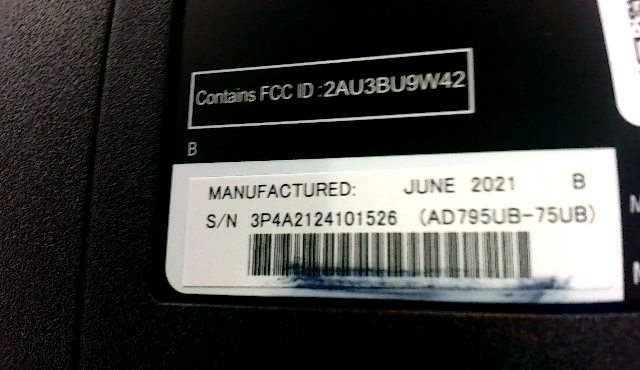 Contains FCC ID :2AU3BU9W42
B
MANUFACTURED: JUNE 2021 B
S/N 3P4A2124101526 (AD795UB-75UB)